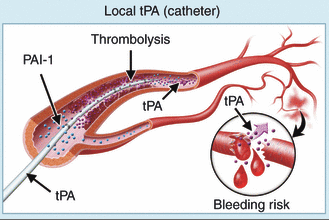 Local tPA (catheter)
Thrombolysis
PAI-1
tPA
tPA
tPA
Bleeding risk